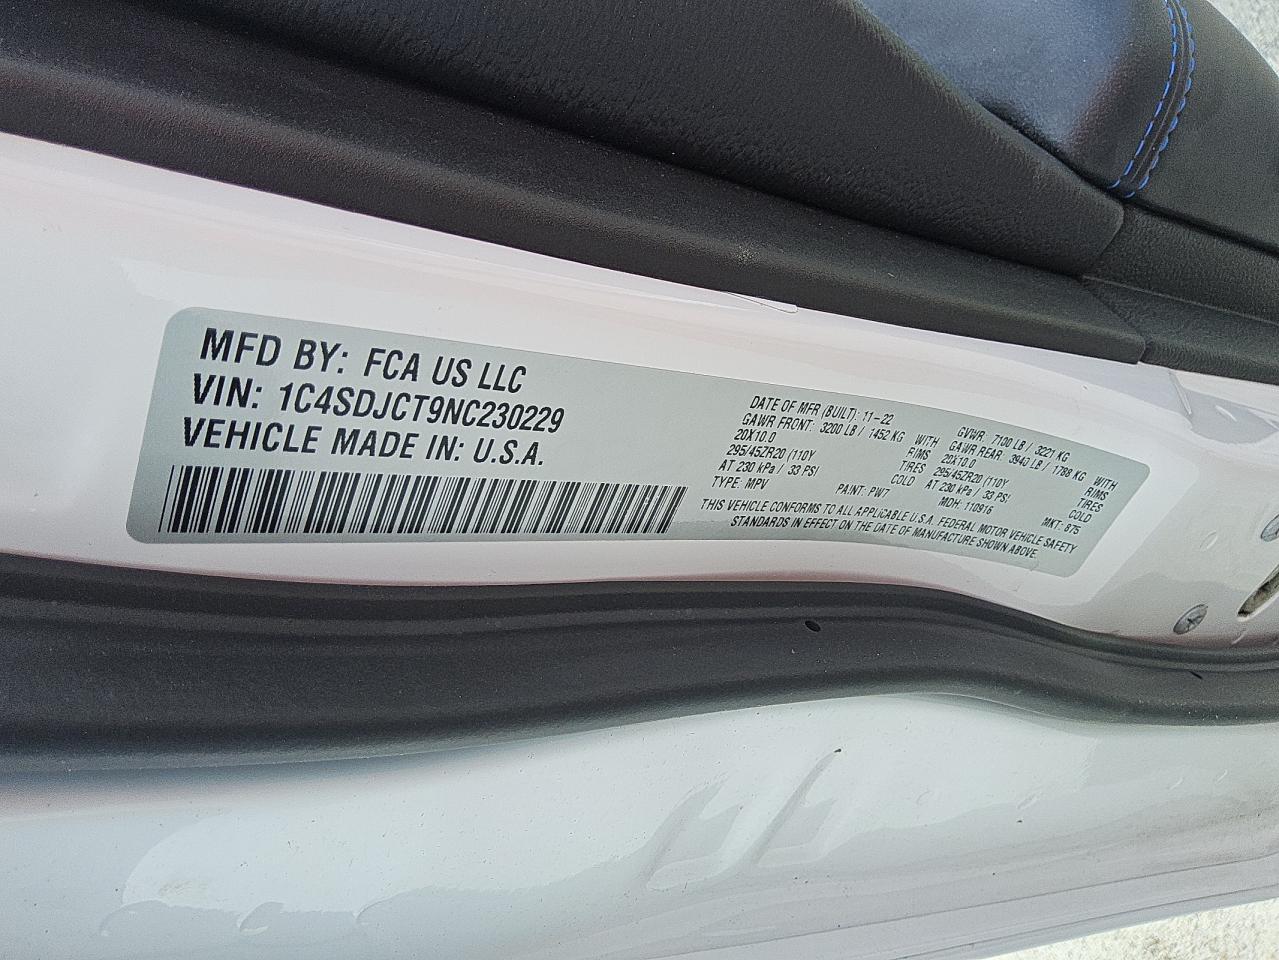 MFD BY: FCA US LLC
VIN: 1C4SDJCT9NC230229
VEHICLE MADE IN: U.S.A.
DATE OF MFR (BUILT): 11-22 GVWR: 7100 LB / 3221 KG
GAWR FRONT: 3200 LB / 1452 KG WITH GAWR REAR: 3940 LB / 1788 KG WITH
20X10.0 RIMS 20X10.0 RIMS
295/45ZR20 (110Y TIRES 295/45ZR20 (110Y TIRES
AT 230 kPa / 33 PSI COLD AT 230 kPa / 33 PSI COLD
TYPE: MPV PAINT: PW7 MDH: 110916 MKT: 875
THIS VEHICLE CONFORMS TO ALL APPLICABLE U.S.A. FEDERAL MOTOR VEHICLE SAFETY
STANDARDS IN EFFECT ON THE DATE OF MANUFACTURE SHOWN ABOVE.